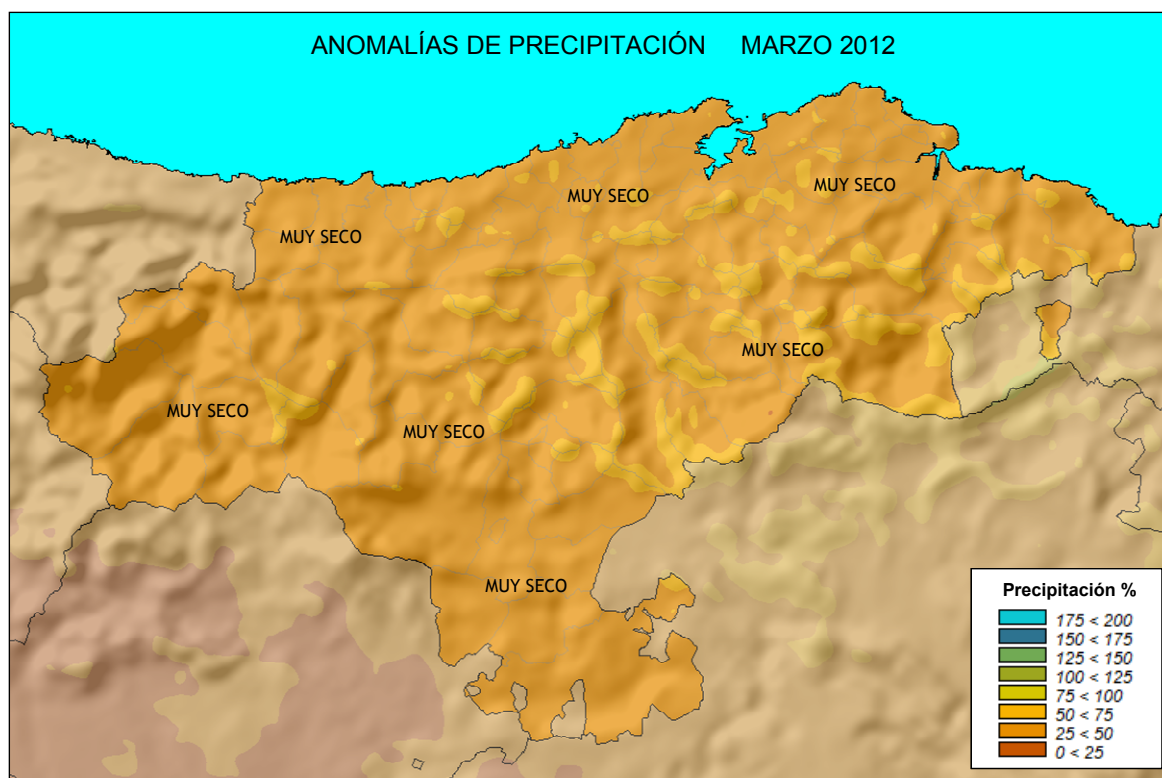 ANOMALÍAS DE PRECIPITACIÓN MARZO 2012
MUY SECO
MUY SECO
MUY SECO
MUY SECO
MUY SECO
MUY SECO
MUY SECO
Precipitación %
175 < 200
150 < 175
125 < 150
100 < 125
75 < 100
50 < 75
25 < 50
0 < 25